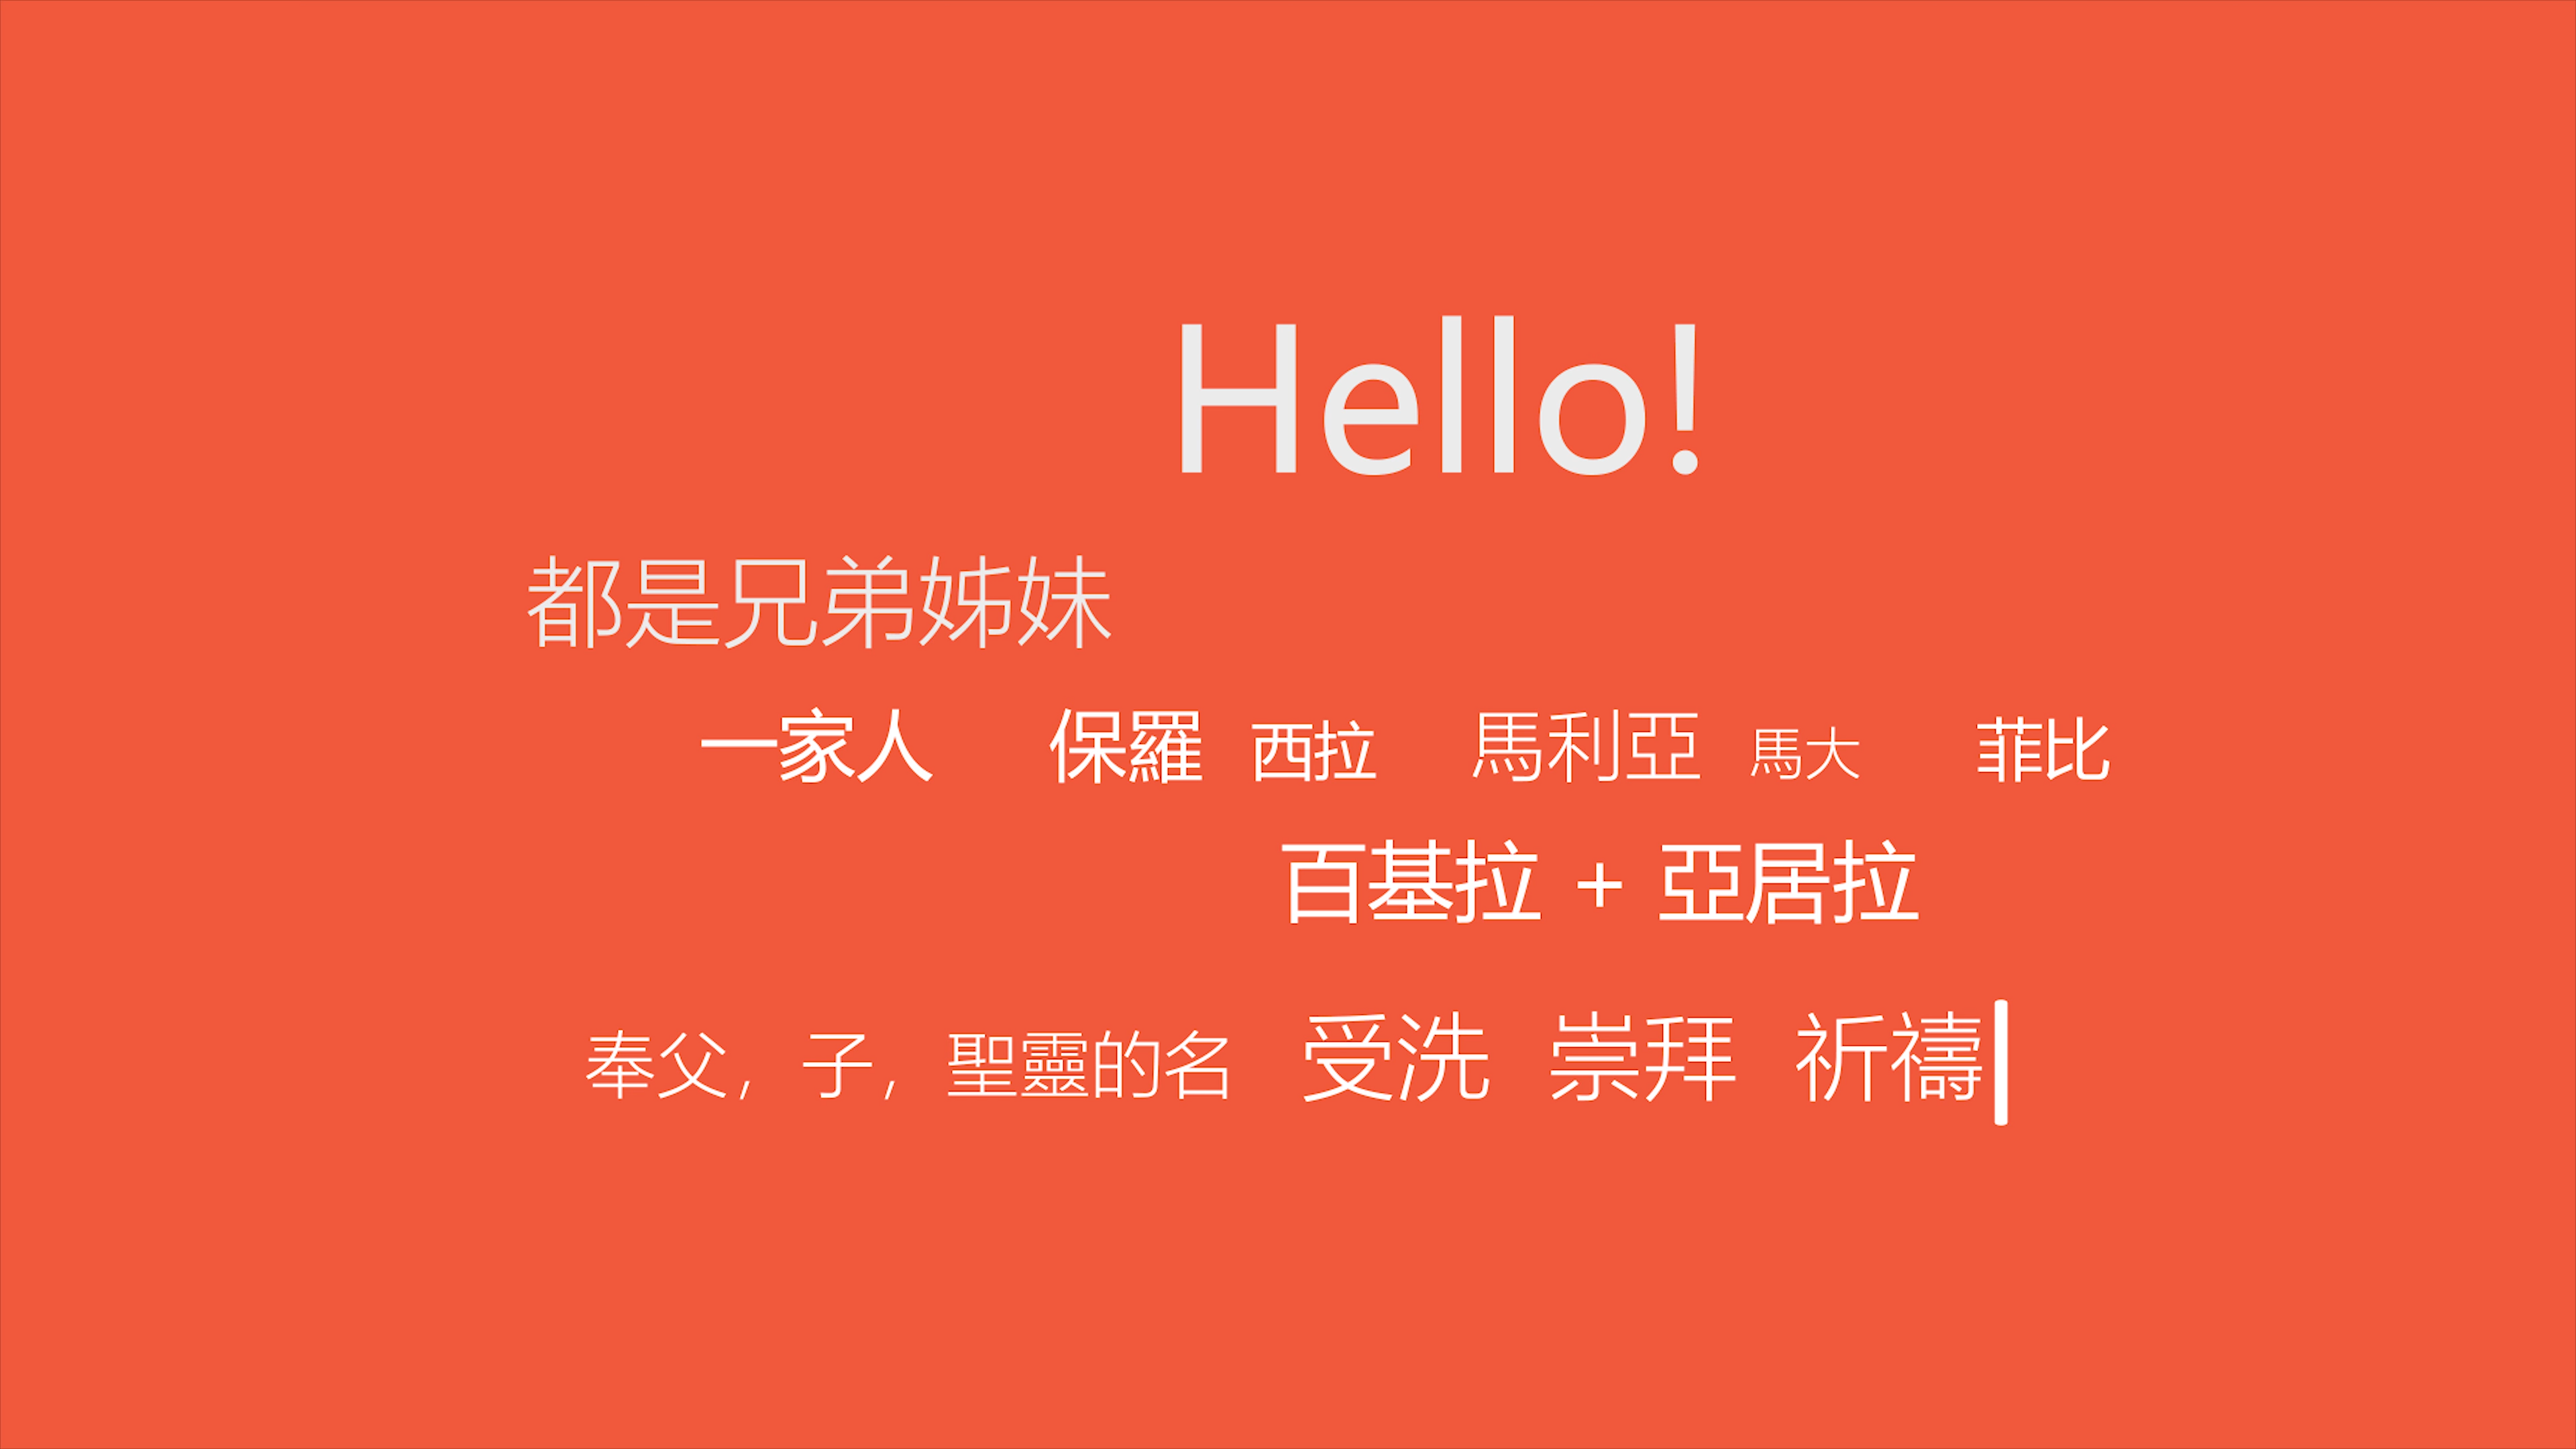 Hello!
都是兄弟姊妹
一家人 保羅 西拉 馬利亞 馬大 菲比
百基拉 + 亞居拉
奉父，子，聖靈的名 受洗 崇拜 祈禱